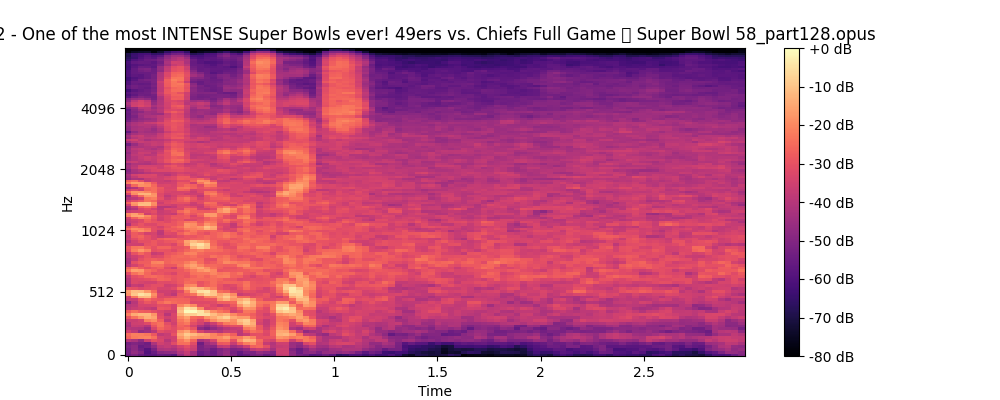 2 - One of the most INTENSE Super Bowls ever! 49ers vs. Chiefs Full Game Super Bowl 58_part128.opus
+0 dB
-10 dB
-20 dB
-30 dB
-40 dB
-50 dB
-60 dB
-70 dB
-80 dB
4096
2048
1024
512
0
Hz
0
0.5
1
1.5
2
2.5
Time